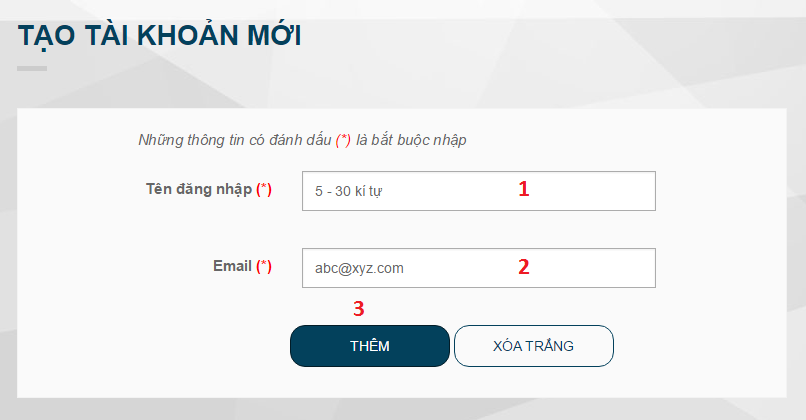 TẠO TÀI KHOẢN MỚI
Những thông tin có đánh dấu (*) là bắt buộc nhập
Tên đăng nhập (*) 5 - 30 kí tự 1
Email (*) abc@xyz.com 2
3
THÊM XÓA TRẮNG